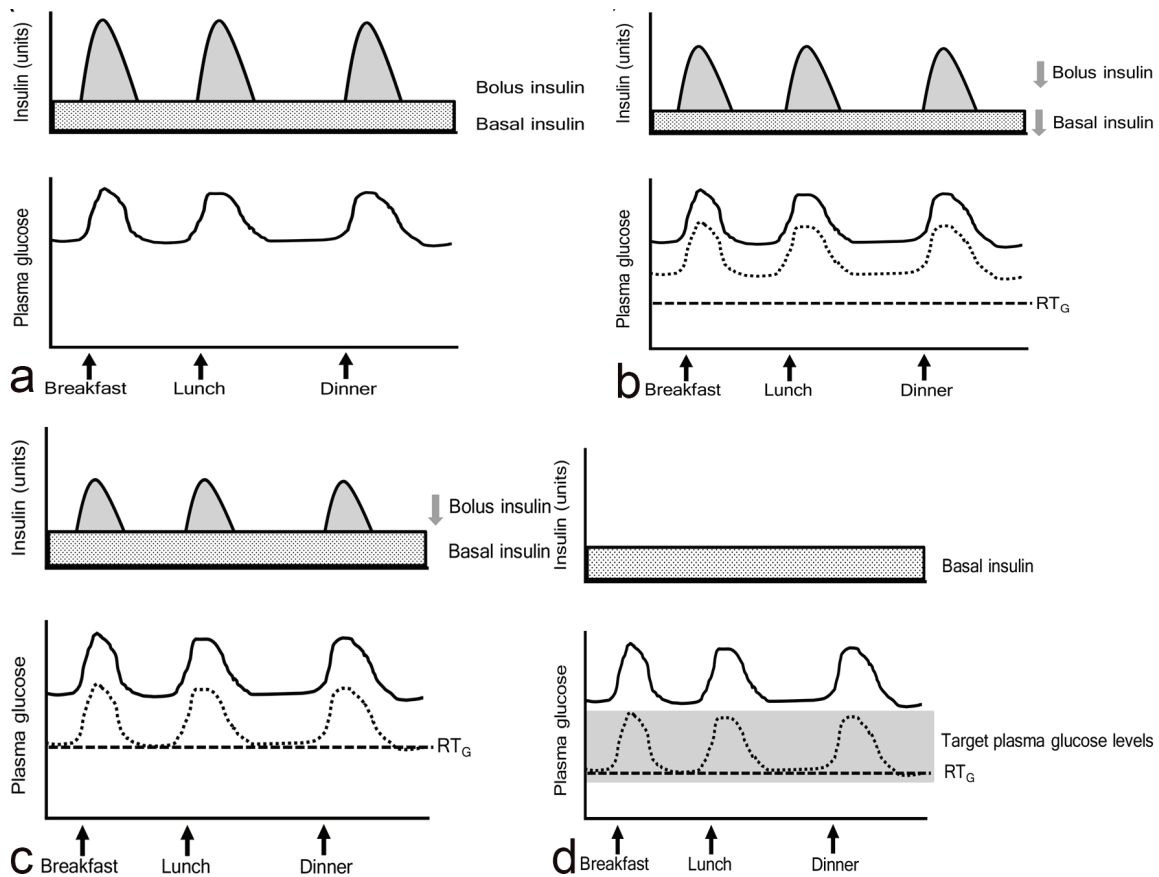 Insulin (units)
Bolus insulin
Basal insulin
Plasma glucose
a
Breakfast
Lunch
Dinner
Insulin (units)
Bolus insulin
Basal insulin
Plasma glucose
RTG
b
Breakfast
Lunch
Dinner
Insulin (units)
Bolus insulin
Basal insulin
Plasma glucose
RTG
c
Breakfast
Lunch
Dinner
Insulin (units)
Basal insulin
Plasma glucose
Target plasma glucose levels
RTG
d
Breakfast
Lunch
Dinner